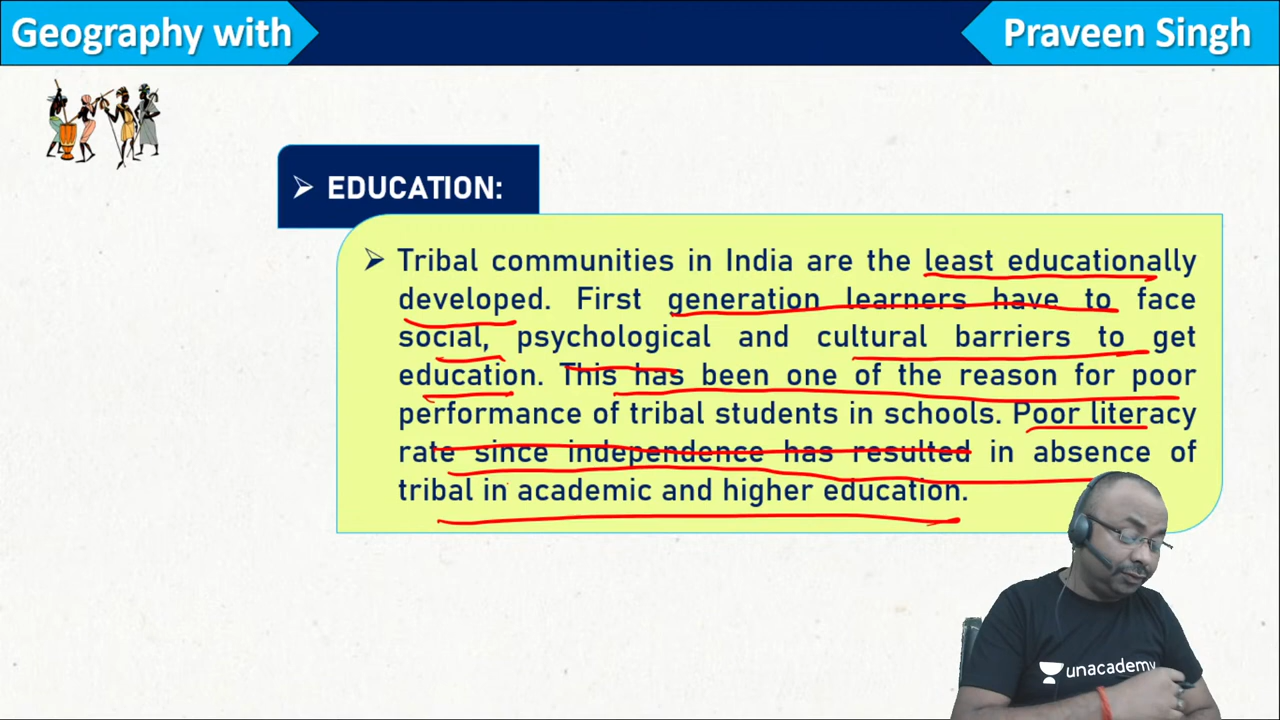 Geography with
Praveen Singh
➢ EDUCATION:
➢ Tribal communities in India are the least educationally
developed. First generation learners have to face
social, psychological and cultural barriers to get
education. This has been one of the reason for poor
performance of tribal students in schools. Poor literacy
rate since independence has resulted in absence of
tribal in academic and higher education.
unacademy